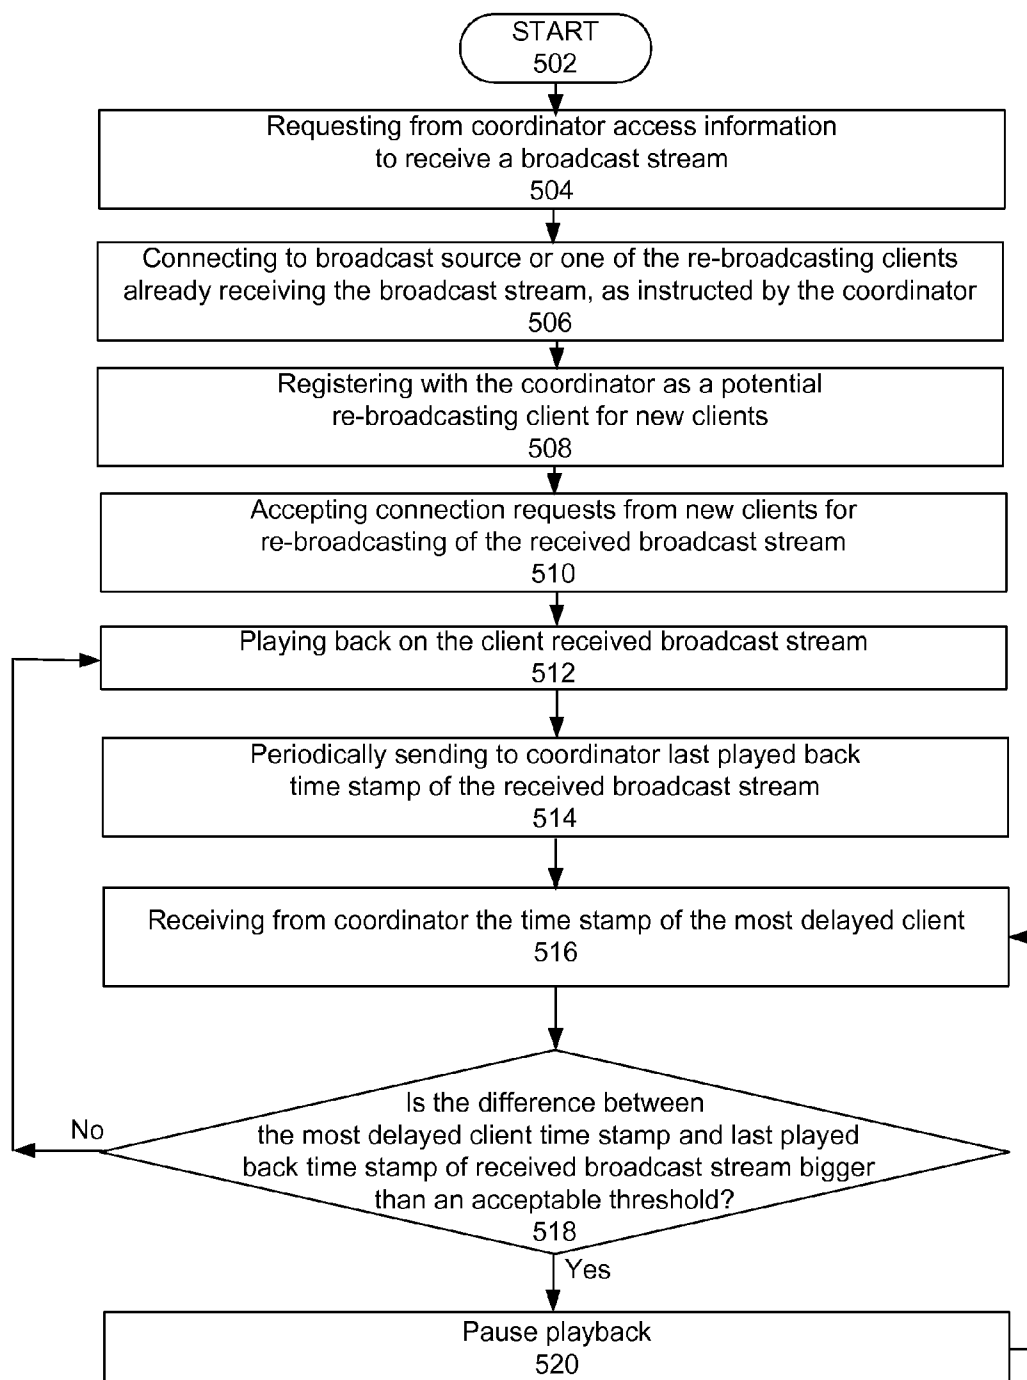 START
502
Requesting from coordinator access information
to receive a broadcast stream
504
Connecting to broadcast source or one of the re-broadcasting clients
already receiving the broadcast stream, as instructed by the coordinator
506
Registering with the coordinator as a potential
re-broadcasting client for new clients
508
Accepting connection requests from new clients for
re-broadcasting of the received broadcast stream
510
Playing back on the client received broadcast stream
512
Periodically sending to coordinator last played back
time stamp of the received broadcast stream
514
Receiving from coordinator the time stamp of the most delayed client
516
Is the difference between
the most delayed client time stamp and last played
back time stamp of received broadcast stream bigger
than an acceptable threshold?
518
No
Yes
Pause playback
520